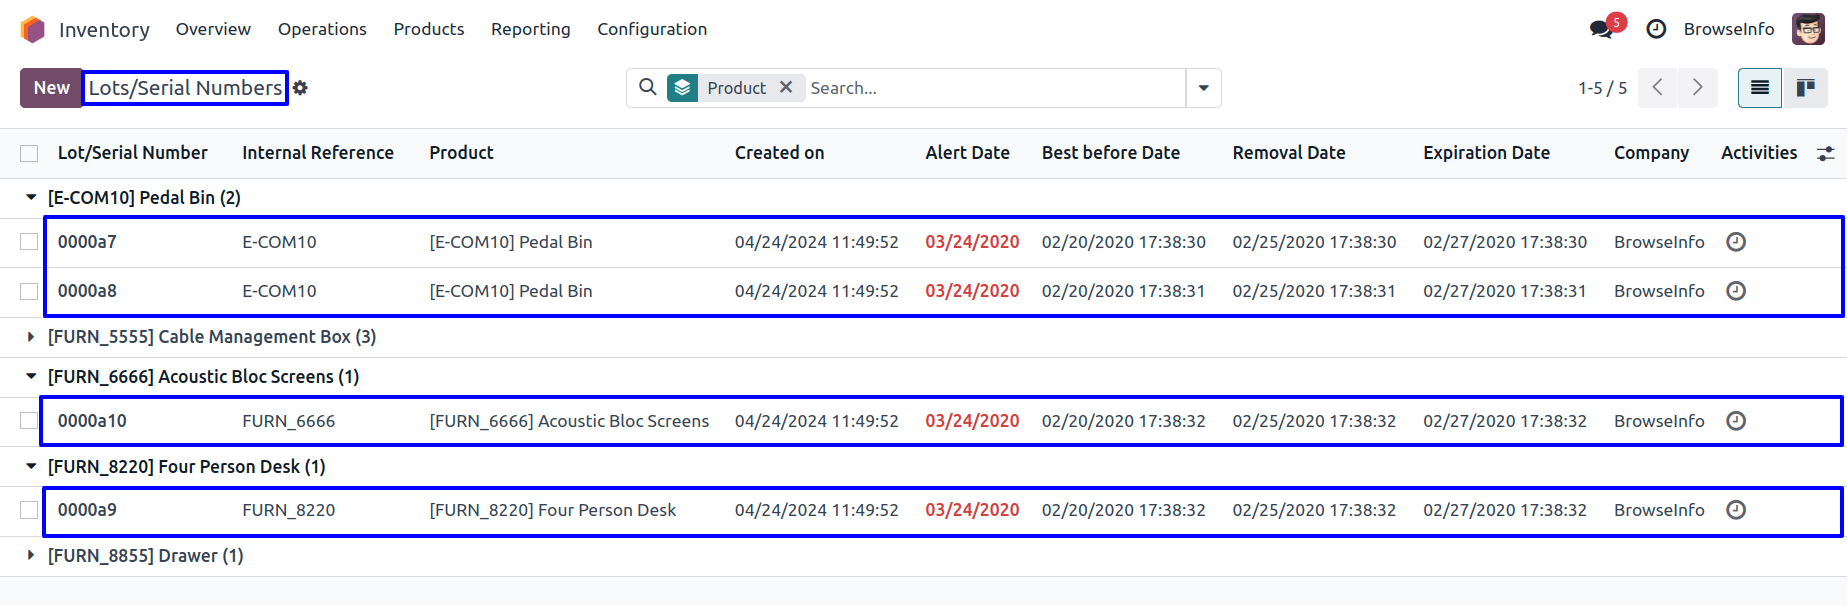 Inventory Overview Operations Products Reporting Configuration 5 BrowseInfo
New Lots/Serial Numbers Product Search... 1-5 / 5
Lot/Serial Number Internal Reference Product Created on Alert Date Best before Date Removal Date Expiration Date Company Activities
[E-COM10] Pedal Bin (2)
0000a7 E-COM10 [E-COM10] Pedal Bin 04/24/2024 11:49:52 03/24/2020 02/20/2020 17:38:30 02/25/2020 17:38:30 02/27/2020 17:38:30 BrowseInfo
0000a8 E-COM10 [E-COM10] Pedal Bin 04/24/2024 11:49:52 03/24/2020 02/20/2020 17:38:31 02/25/2020 17:38:31 02/27/2020 17:38:31 BrowseInfo
[FURN_5555] Cable Management Box (3)
[FURN_6666] Acoustic Bloc Screens (1)
0000a10 FURN_6666 [FURN_6666] Acoustic Bloc Screens 04/24/2024 11:49:52 03/24/2020 02/20/2020 17:38:32 02/25/2020 17:38:32 02/27/2020 17:38:32 BrowseInfo
[FURN_8220] Four Person Desk (1)
0000a9 FURN_8220 [FURN_8220] Four Person Desk 04/24/2024 11:49:52 03/24/2020 02/20/2020 17:38:32 02/25/2020 17:38:32 02/27/2020 17:38:32 BrowseInfo
[FURN_8855] Drawer (1)